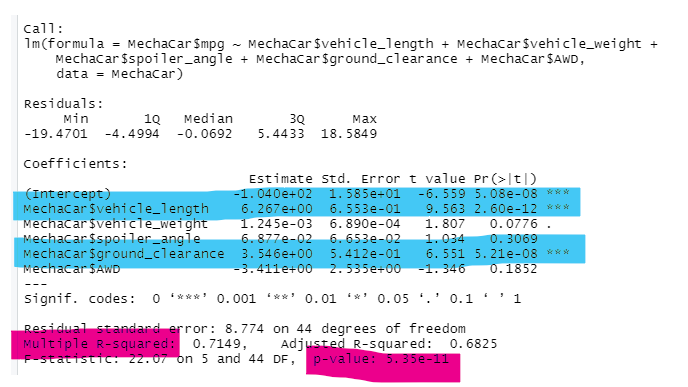 Call:
lm(formula = MechaCar$mpg ~ MechaCar$vehicle_length + MechaCar$vehicle_weight +
    MechaCar$spoiler_angle + MechaCar$ground_clearance + MechaCar$AWD,
    data = MechaCar)
Residuals:
     Min       1Q   Median       3Q      Max
-19.4701  -4.4994  -0.0692   5.4433  18.5849
Coefficients:
                            Estimate Std. Error t value Pr(>|t|)
(Intercept)               -1.040e+02  1.585e+01  -6.559 5.08e-08 ***
MechaCar$vehicle_length    6.267e+00  6.553e-01   9.563 2.60e-12 ***
MechaCar$vehicle_weight    1.245e-03  6.890e-04   1.807   0.0776 .
MechaCar$spoiler_angle     6.877e-02  6.653e-02   1.034   0.3069
MechaCar$ground_clearance  3.546e+00  5.412e-01   6.551 5.21e-08 ***
MechaCar$AWD              -3.411e+00  2.535e+00  -1.346   0.1852
---
Signif. codes:  0 ‘***’ 0.001 ‘**’ 0.01 ‘*’ 0.05 ‘.’ 0.1 ‘ ’ 1
Residual standard error: 8.774 on 44 degrees of freedom
Multiple R-squared:  0.7149,    Adjusted R-squared:  0.6825
F-statistic: 22.07 on 5 and 44 DF,  p-value: 5.35e-11